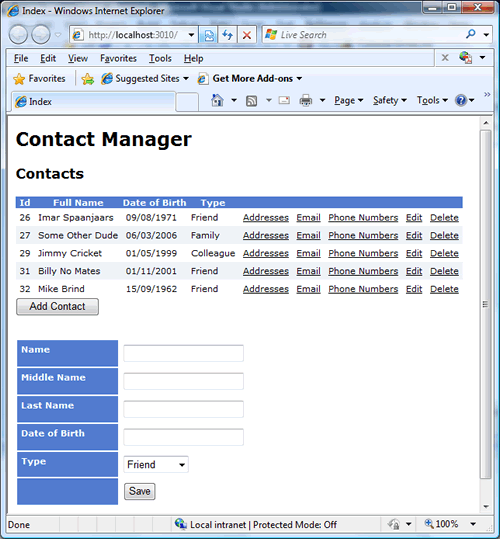 Index - Windows Internet Explorer
http://localhost:3010/ Live Search
File Edit View Favorites Tools Help
Favorites Suggested Sites Get More Add-ons
Index Page Safety Tools
Contact Manager
Contacts
Id Full Name Date of Birth Type
26 Imar Spaanjaars 09/08/1971 Friend Addresses Email Phone Numbers Edit Delete
27 Some Other Dude 06/03/2006 Family Addresses Email Phone Numbers Edit Delete
29 Jimmy Cricket 01/05/1999 Colleague Addresses Email Phone Numbers Edit Delete
31 Billy No Mates 01/11/2001 Friend Addresses Email Phone Numbers Edit Delete
32 Mike Brind 15/09/1962 Friend Addresses Email Phone Numbers Edit Delete
Add Contact
Name
Middle Name
Last Name
Date of Birth
Type Friend
Save
Done Local intranet | Protected Mode: Off 100%